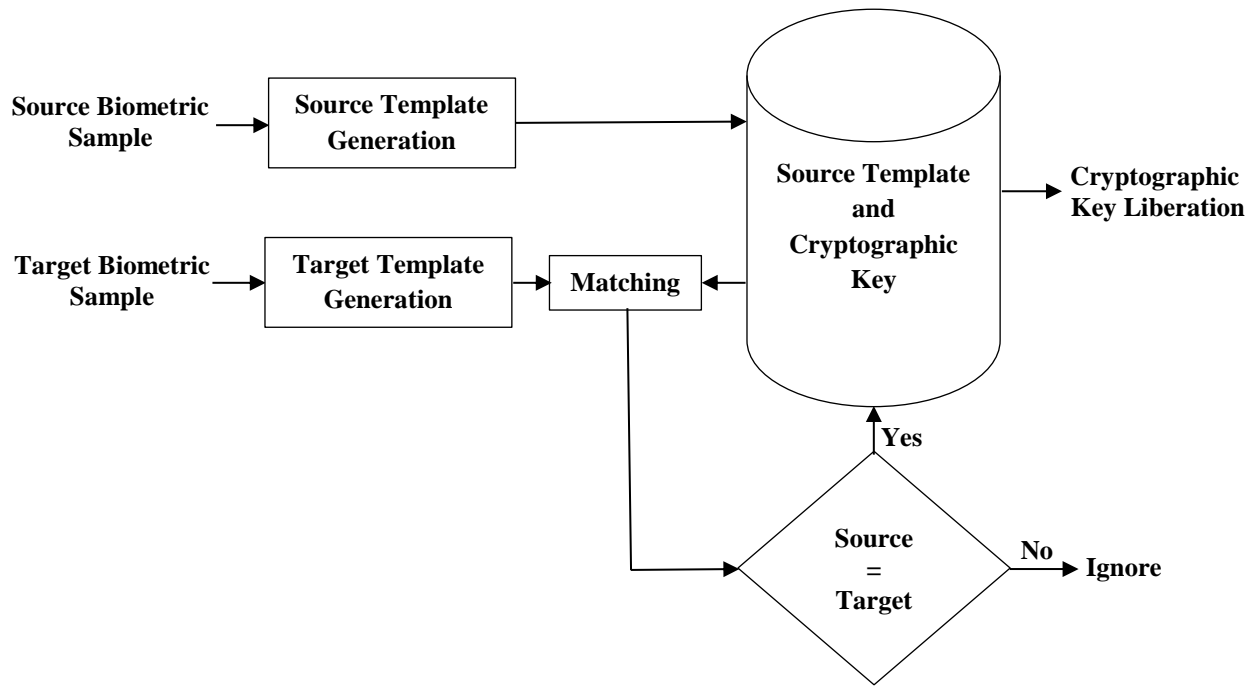 Source Biometric
Sample
Source Template
Generation
Source Template
and
Cryptographic
Key
Cryptographic
Key Liberation
Target Biometric
Sample
Target Template
Generation
Matching
Yes
Source
=
Target
No
Ignore